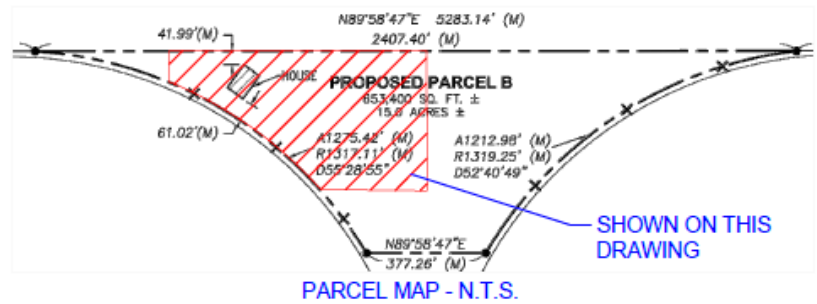 N89°58'47"E 5283.14' (M)
41.99'(M)
2407.40' (M)
HOUSE
PROPOSED PARCEL B
653,400 SQ. FT. ±
15.0 ACRES ±
61.02'(M)
A1275.42' (M)
R1317.11' (M)
D55°28'55"
A1212.98' (M)
R1319.25' (M)
D52°40'49"
SHOWN ON THIS
DRAWING
N89°58'47"E
377.26' (M)
PARCEL MAP - N.T.S.